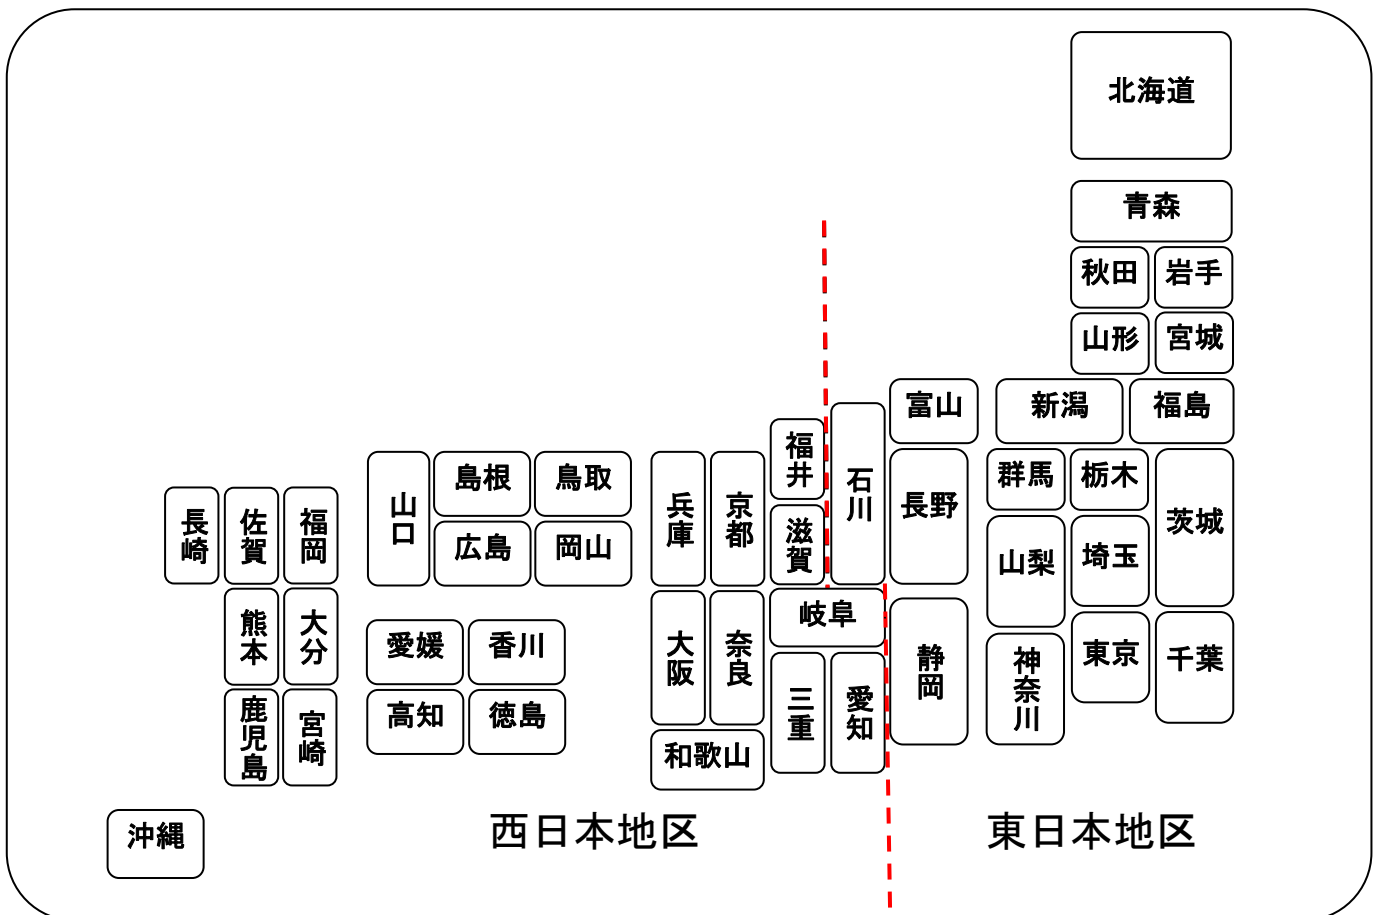 北海道
青森
秋田
岩手
山形
宮城
富山
新潟
福島
福井
石川
長野
群馬
栃木
茨城
山口
島根
鳥取
兵庫
京都
滋賀
長崎
佐賀
福岡
広島
岡山
山梨
埼玉
岐阜
静岡
神奈川
東京
千葉
熊本
大分
愛媛
香川
大阪
奈良
三重
愛知
鹿児島
宮崎
高知
徳島
和歌山
沖縄
西日本地区
東日本地区